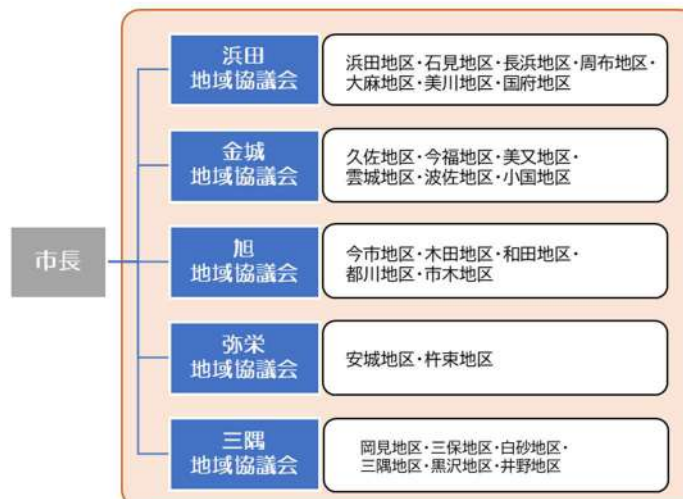 市長
浜田
地域協議会
浜田地区・石見地区・長浜地区・周布地区・
大麻地区・美川地区・国府地区
金城
地域協議会
久佐地区・今福地区・美又地区・
雲城地区・波佐地区・小国地区
旭
地域協議会
今市地区・木田地区・和田地区・
都川地区・市木地区
弥栄
地域協議会
安城地区・杵束地区
三隅
地域協議会
岡見地区・三保地区・白砂地区・
三隅地区・黒沢地区・井野地区